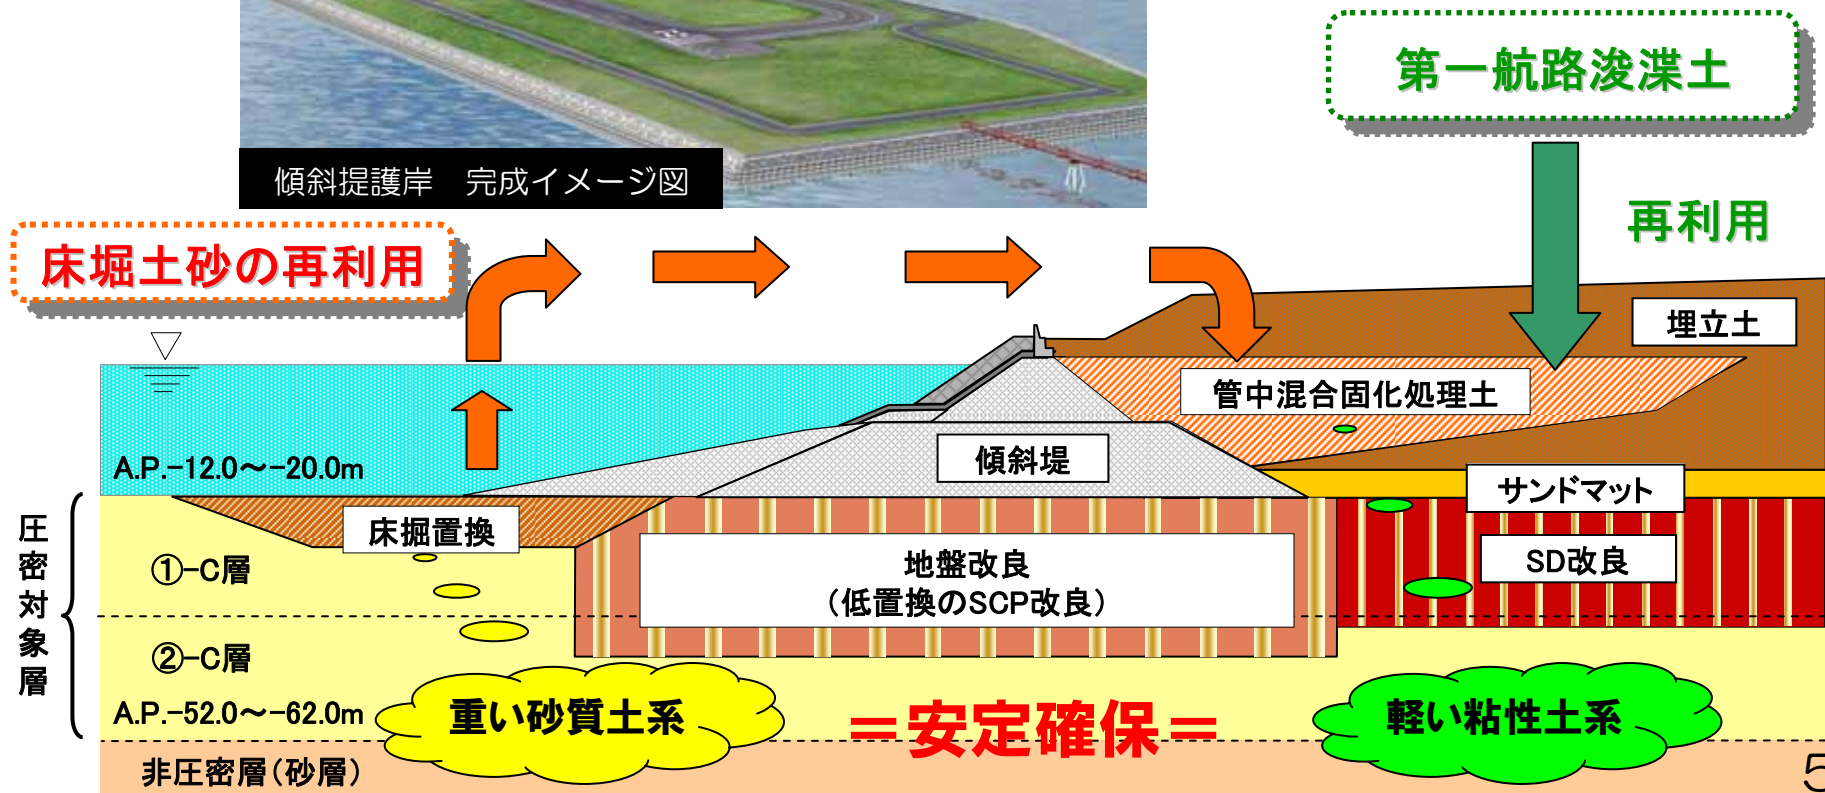 第一航路浚渫土
傾斜提護岸　完成イメージ図
再利用
床堀土砂の再利用
埋立土
管中混合固化処理土
傾斜堤
A.P.-12.0～-20.0m
サンドマット
床掘置換
圧密対象層
①-C層
地盤改良
（低置換のSCP改良）
SD改良
②-C層
A.P.-52.0～-62.0m
重い砂質土系
＝安定確保＝
軽い粘性土系
非圧密層（砂層）
5